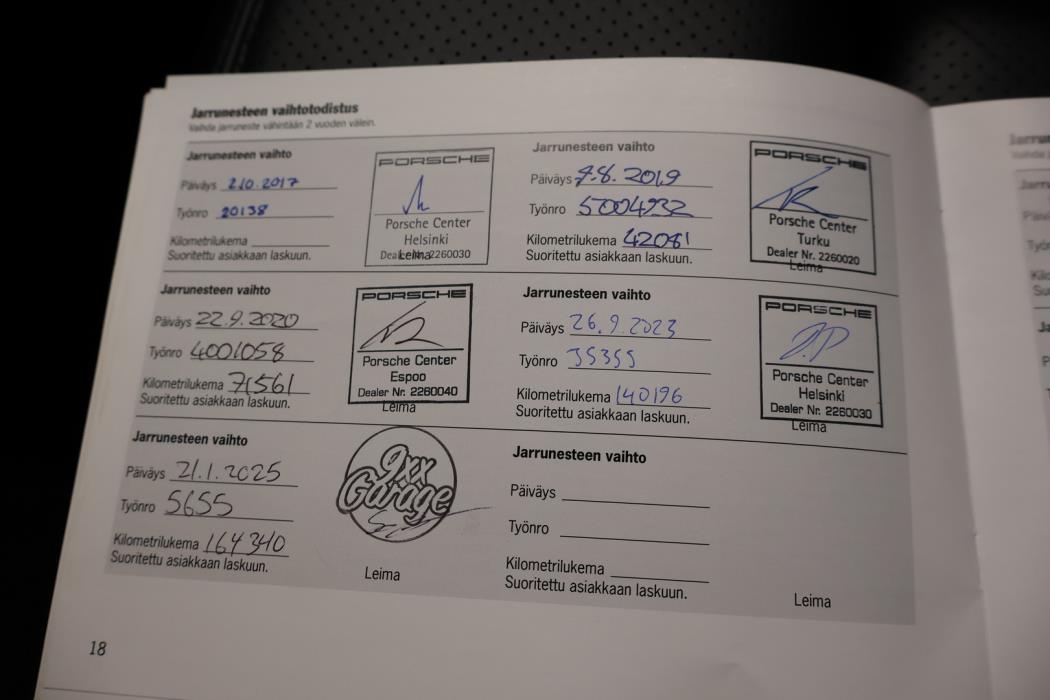 Jarrunesteen vaihtotodistus
Vaihda jarruneste vähintään 2 vuoden välein.
Jarrunesteen vaihto
Päiväys 2.10.2017
Työnro 20138
Kilometrilukema
Suoritettu asiakkaan laskuun.
PORSCHE
Porsche Center
Helsinki
Dealer Nr. 2260030
Leima
Jarrunesteen vaihto
Päiväys 7.8.2019
Työnro 5004932
Kilometrilukema 42081
Suoritettu asiakkaan laskuun.
PORSCHE
Porsche Center
Turku
Dealer Nr. 2260020
Leima
Jarrunesteen vaihto
Päiväys 22.9.2020
Työnro 4001058
Kilometrilukema 71561
Suoritettu asiakkaan laskuun.
PORSCHE
Porsche Center
Espoo
Dealer Nr. 2260040
Leima
Jarrunesteen vaihto
Päiväys 26.9.2023
Työnro 35355
Kilometrilukema 140196
Suoritettu asiakkaan laskuun.
PORSCHE
Porsche Center
Helsinki
Dealer Nr. 2260030
Leima
Jarrunesteen vaihto
Päiväys 21.1.2025
Työnro 5655
Kilometrilukema 164340
Suoritettu asiakkaan laskuun.
9xx
Garage
Leima
Jarrunesteen vaihto
Päiväys
Työnro
Kilometrilukema
Suoritettu asiakkaan laskuun.
Leima
18